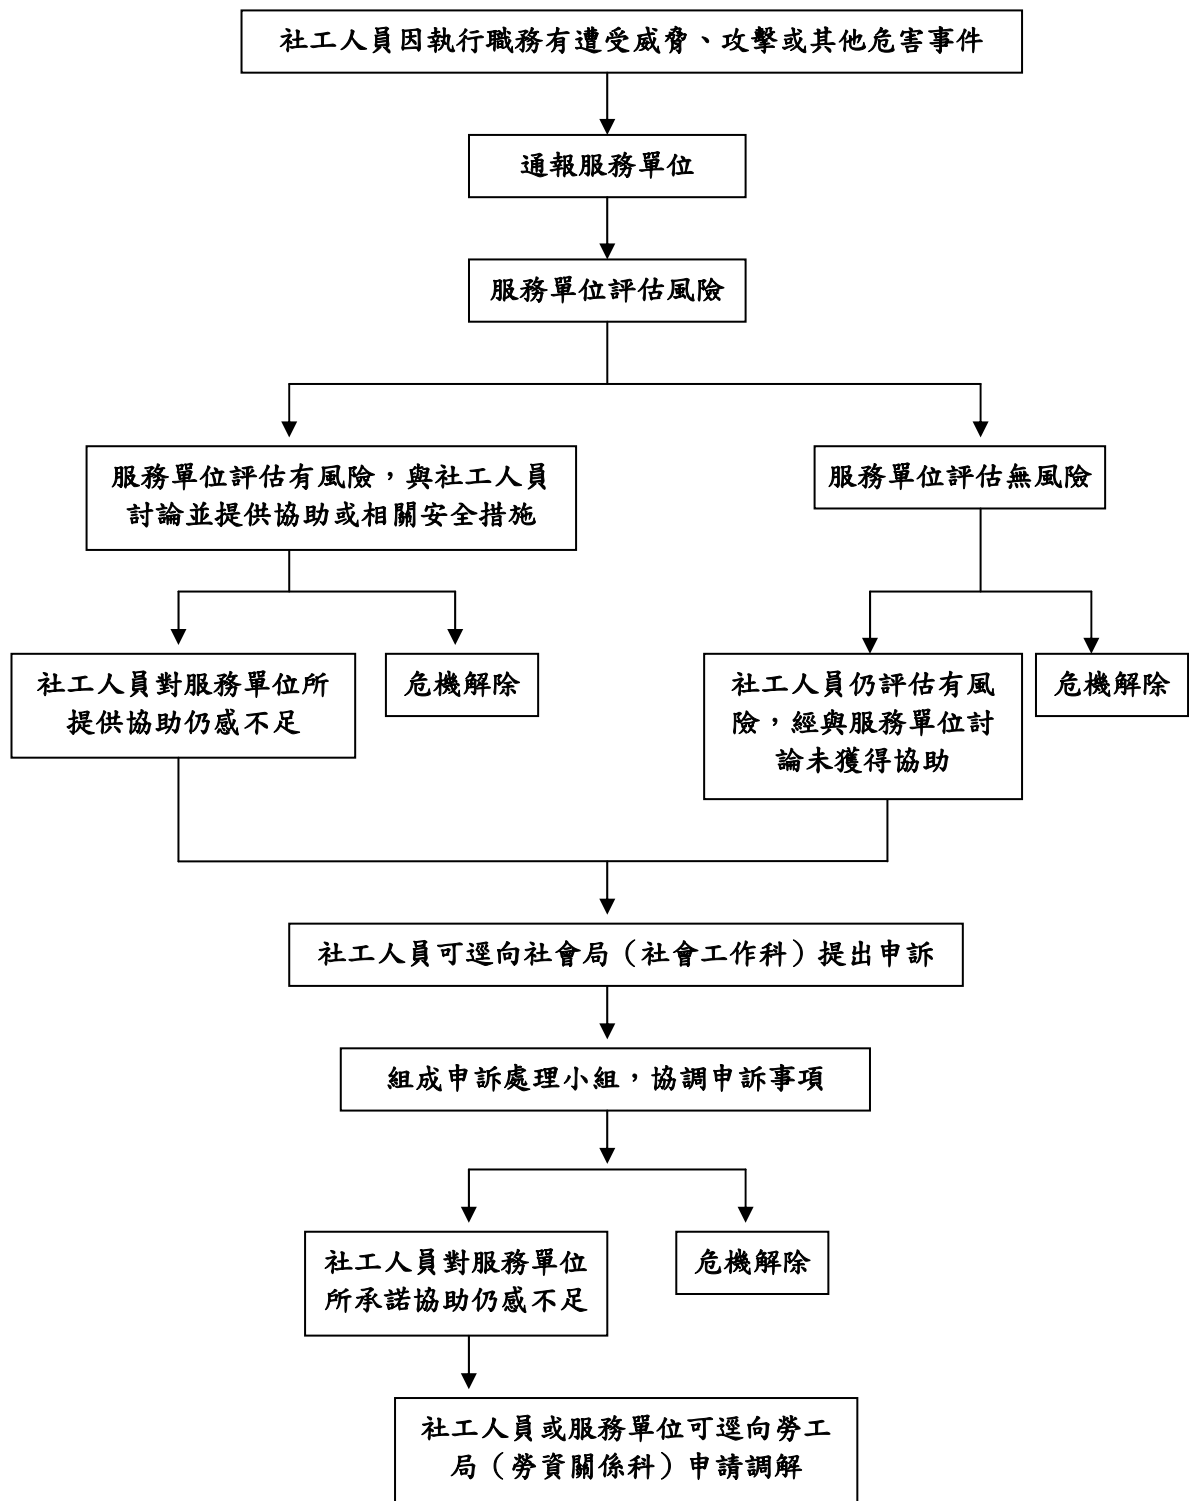 社工人員因執行職務有遭受威脅、攻擊或其他危害事件
通報服務單位
服務單位評估風險
服務單位評估有風險，與社工人員
討論並提供協助或相關安全措施
服務單位評估無風險
社工人員對服務單位所
提供協助仍感不足
危機解除
社工人員仍評估有風
險，經與服務單位討
論未獲得協助
危機解除
社工人員可逕向社會局（社會工作科）提出申訴
組成申訴處理小組，協調申訴事項
社工人員對服務單位
所承諾協助仍感不足
危機解除
社工人員或服務單位可逕向勞工
局（勞資關係科）申請調解